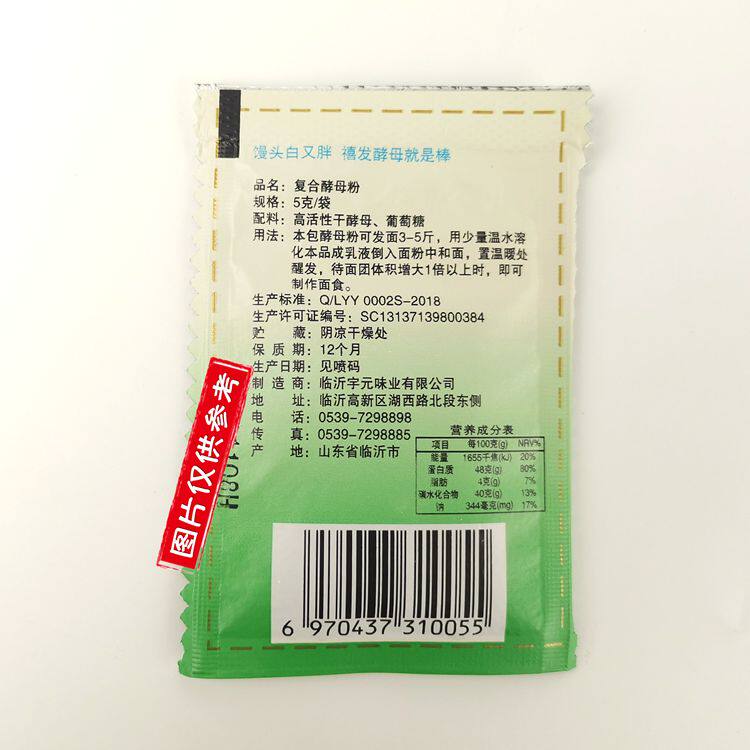 馒头白又胖 禧发酵母就是棒
品名：复合酵母粉
规格：5克/袋
配料：高活性干酵母、葡萄糖
用法：本包酵母粉可发面3-5斤，用少量温水溶
化本品成乳液倒入面粉中和面，置温暖处
醒发，待面团体积增大1倍以上时，即可
制作面食。
生产标准：Q/LYY 0002S-2018
生产许可证编号：SC13137139800384
贮 藏：阴凉干燥处
保 质 期：12个月
生产日期：见喷码
制 造 商：临沂宇元味业有限公司
地 址：临沂高新区湖西路北段东侧
电 话：0539-7298898
传 真：0539-7298885
产 地：山东省临沂市
营养成分表
项目 每100克(g) NRV%
能量 1655千焦(kJ) 20%
蛋白质 48克(g) 80%
脂肪 4克(g) 7%
碳水化合物 40克(g) 13%
钠 344毫克(mg) 17%
图片仅供参考
6 970437 310055